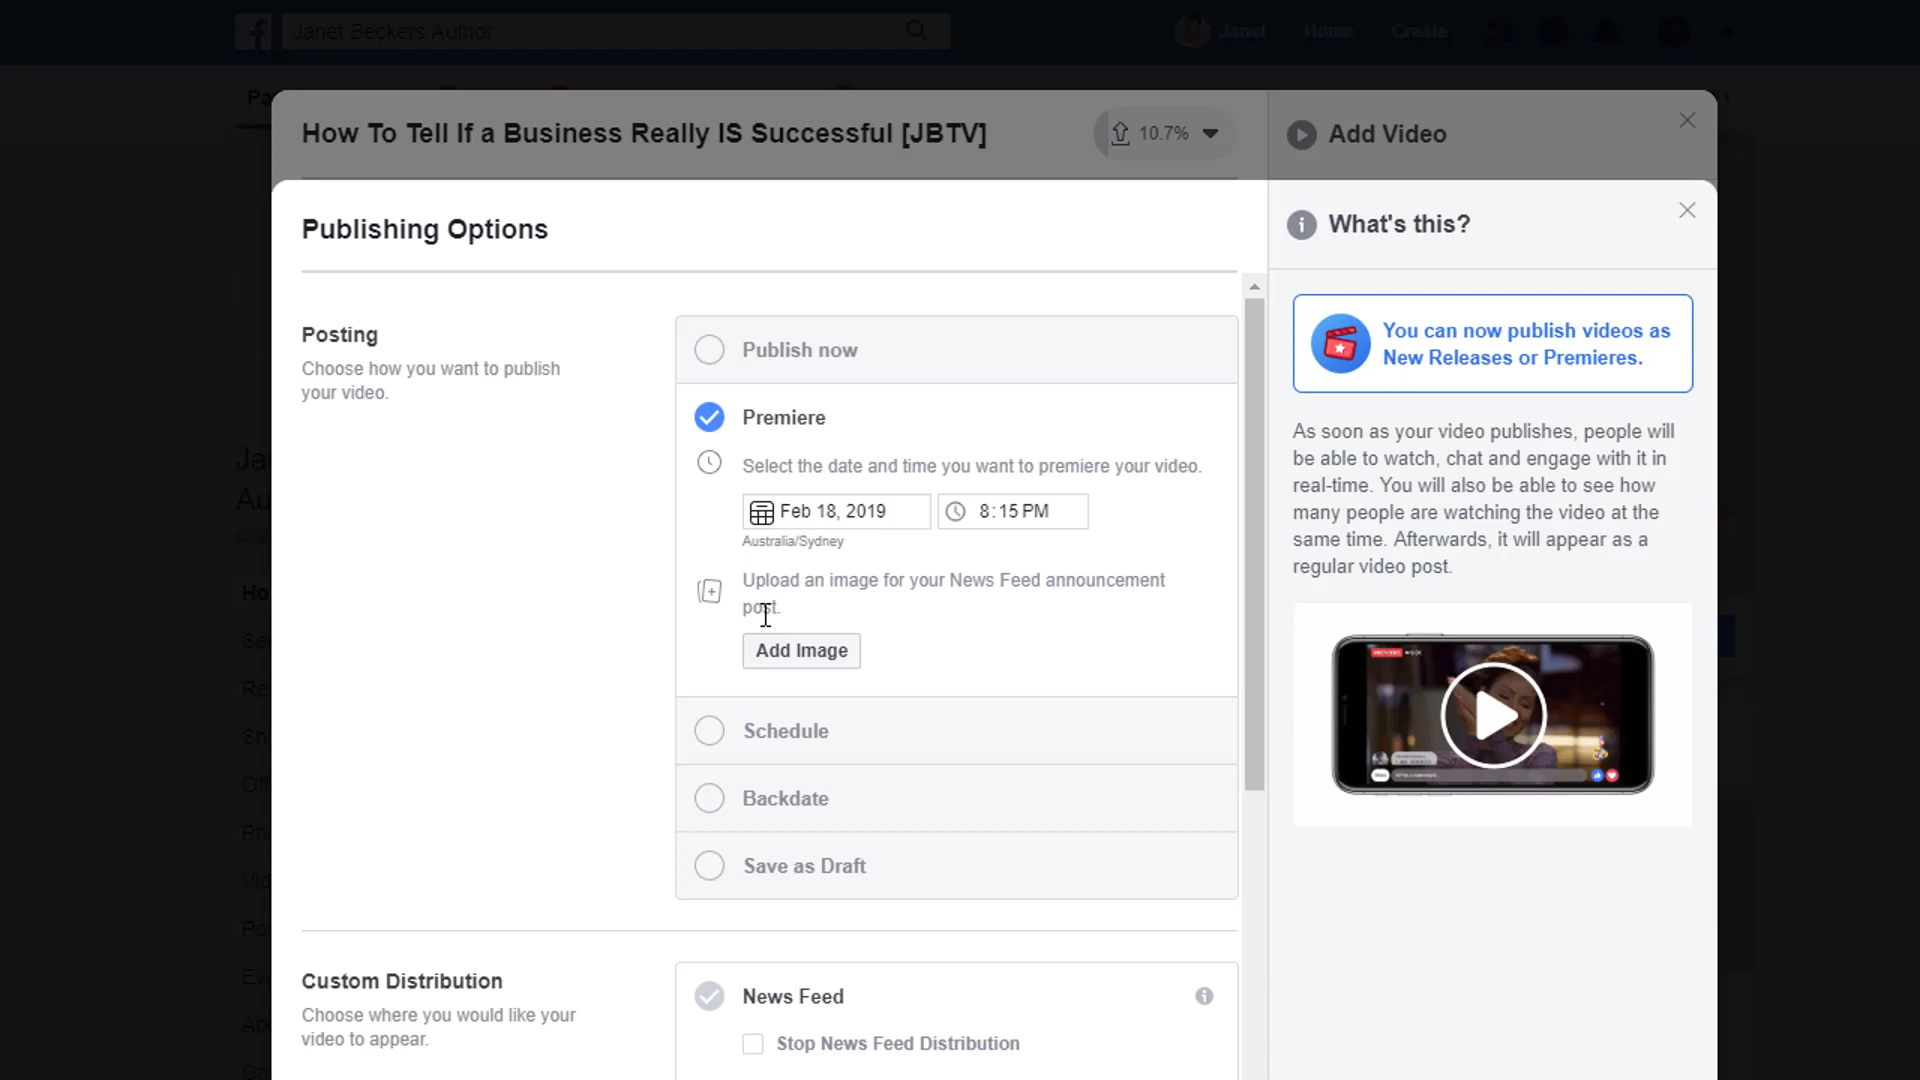 Janet Beckers Author
Janet
Home
Create
How To Tell If a Business Really IS Successful [JBTV]
10.7%
Add Video
Publishing Options
What's this?
Posting
Choose how you want to publish
your video.
Publish now
Premiere
Select the date and time you want to premiere your video.
Feb 18, 2019
8:15 PM
Australia/Sydney
Upload an image for your News Feed announcement
post.
Add Image
Schedule
Backdate
Save as Draft
You can now publish videos as
New Releases or Premieres.
As soon as your video publishes, people will
be able to watch, chat and engage with it in
real-time. You will also be able to see how
many people are watching the video at the
same time. Afterwards, it will appear as a
regular video post.
Custom Distribution
Choose where you would like your
video to appear.
News Feed
Stop News Feed Distribution